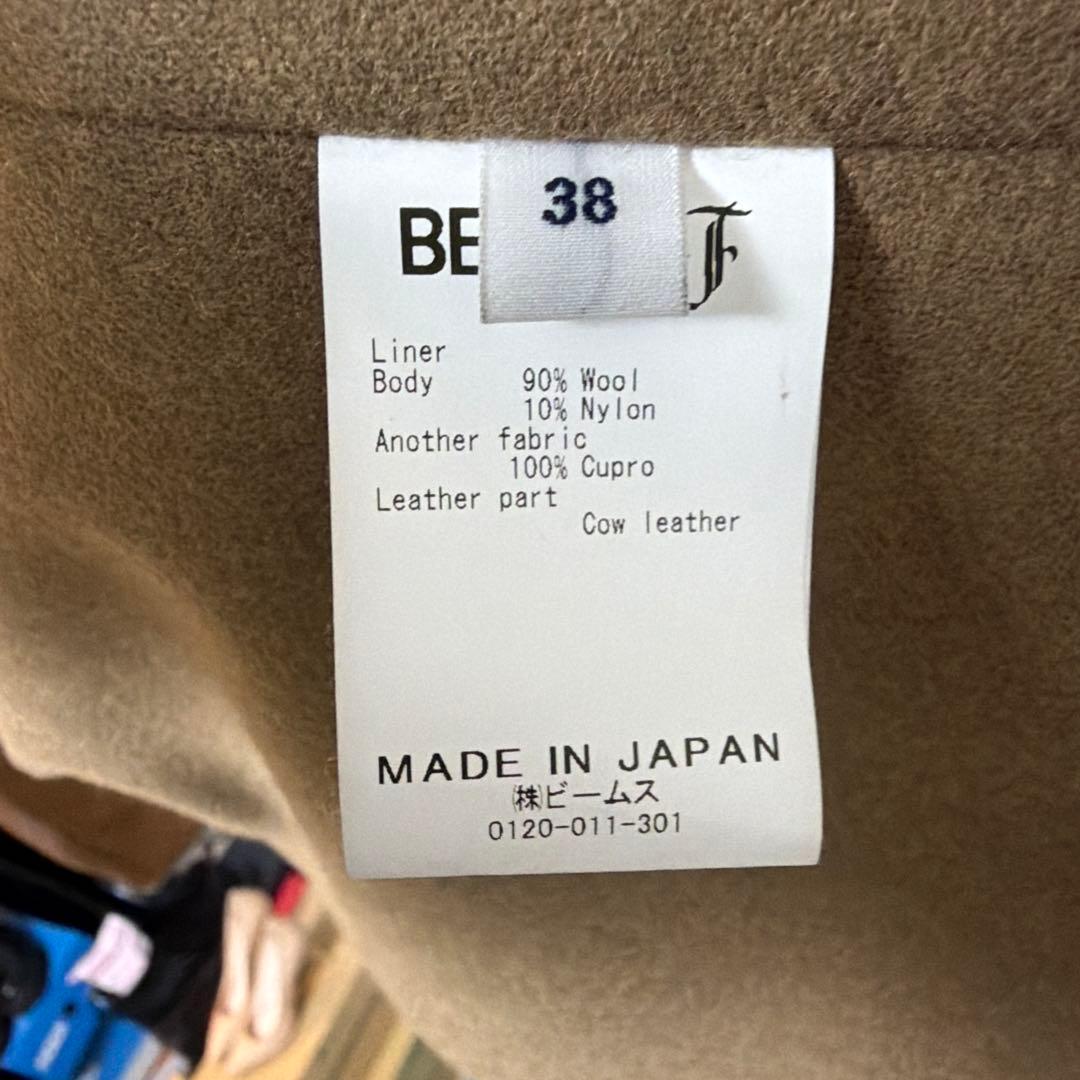 38
BE F
Liner
Body 90% Wool
10% Nylon
Another fabric
100% Cupro
Leather part
Cow leather
MADE IN JAPAN
㈱ビームス
0120-011-301